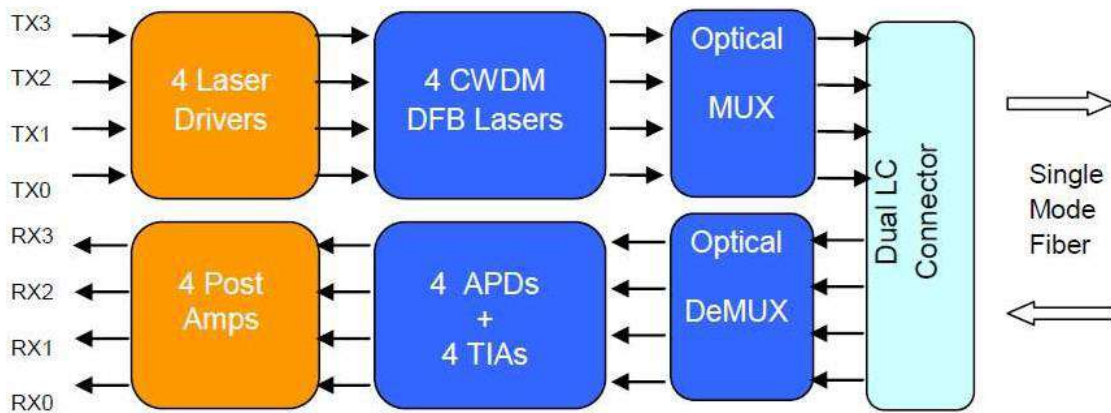 TX3
TX2
TX1
TX0
4 Laser
Drivers
4 CWDM
DFB Lasers
Optical
MUX
Dual LC
Connector
Single
Mode
Fiber
RX3
RX2
RX1
RX0
4 Post
Amps
4 APDs
+
4 TIAs
Optical
DeMUX